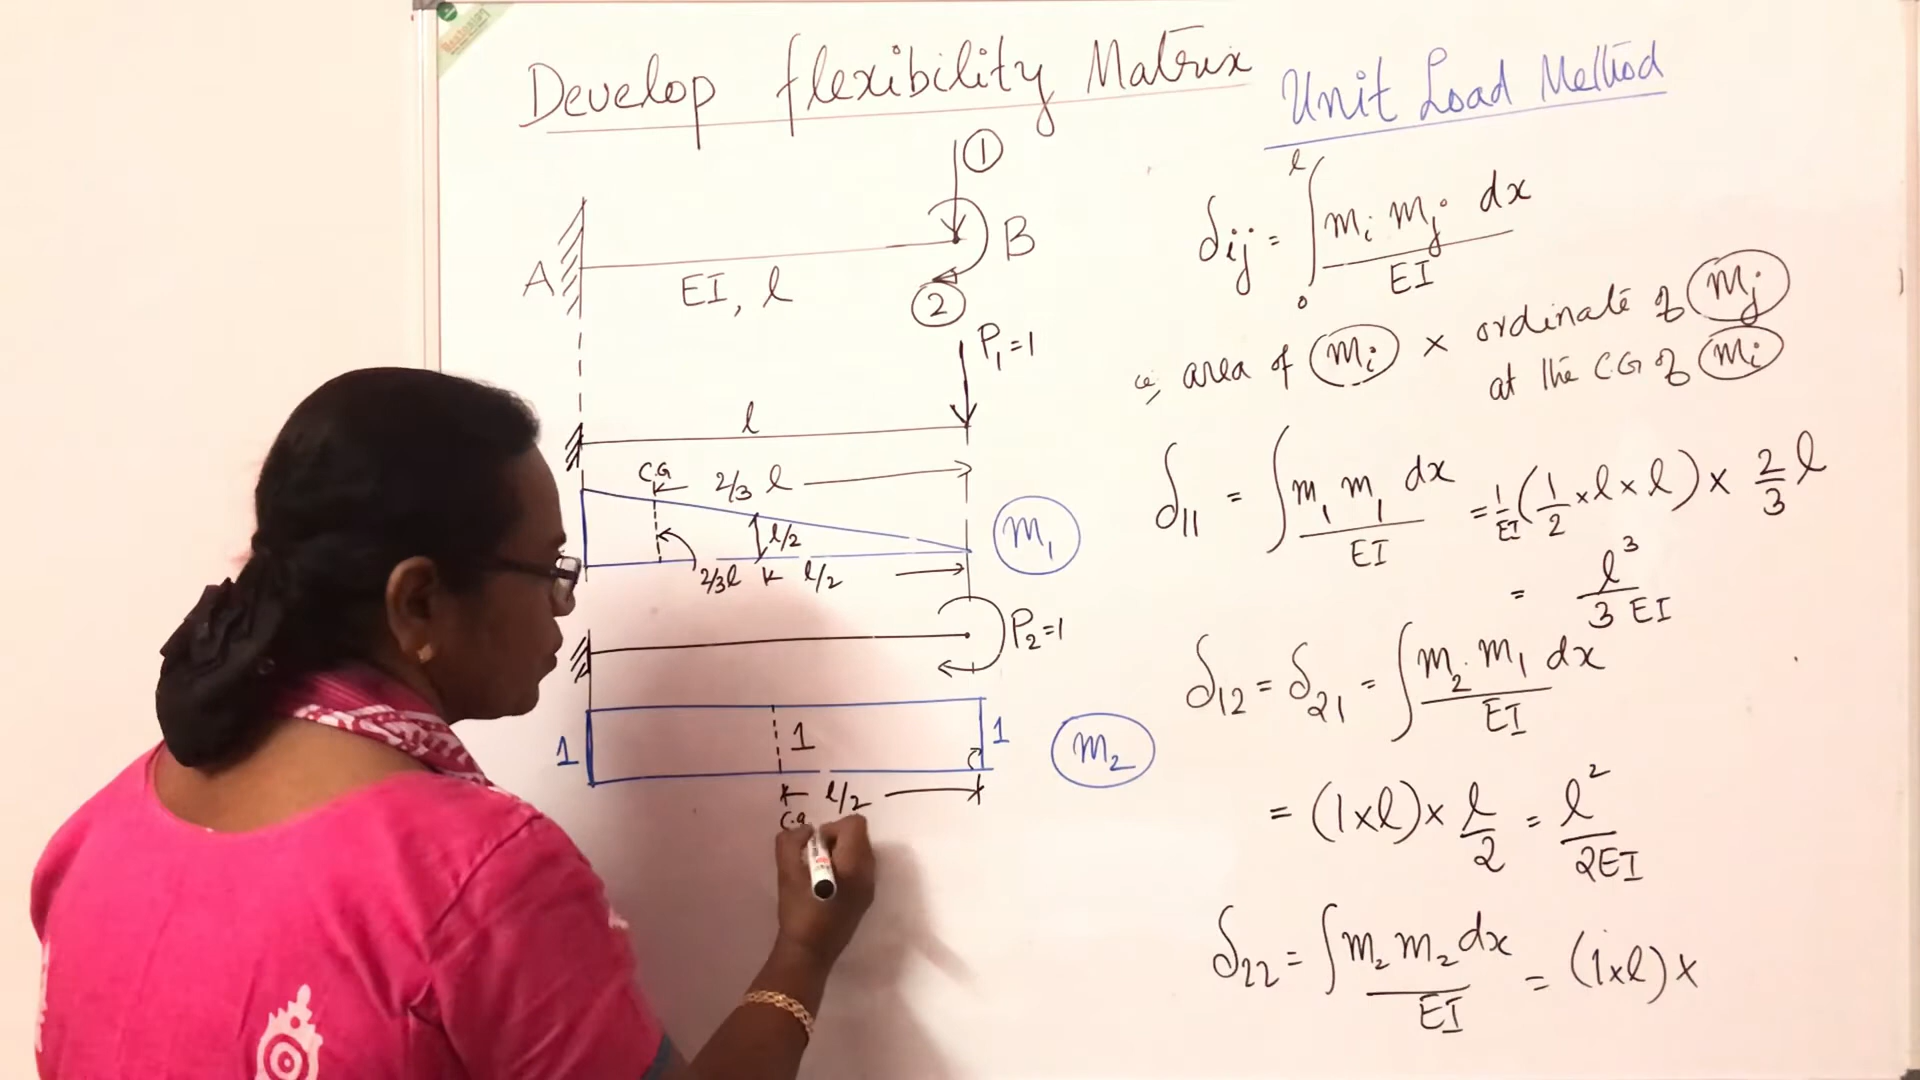 Develop flexibility Matrix
Unit Load Method
①
A
B
EI, l
②
P₁=1
l
C.G
2/3 l
l/2
2/3l
l/2
m₁
P₂=1
1
1
1
m₂
l/2
C.G
δij = ∫₀ˡ mi mj dx / EI
ie, area of mi × ordinate of mj
at the CG of mi
δ₁₁ = ∫ m₁ m₁ dx / EI = 1/EI (1/2 × l × l) × 2/3 l
= l³ / 3EI
δ₁₂ = δ₂₁ = ∫ m₂. m₁ dx / EI
= (1×l) × l/2 = l² / 2EI
δ₂₂ = ∫ m₂ m₂ dx / EI = (1×l) ×